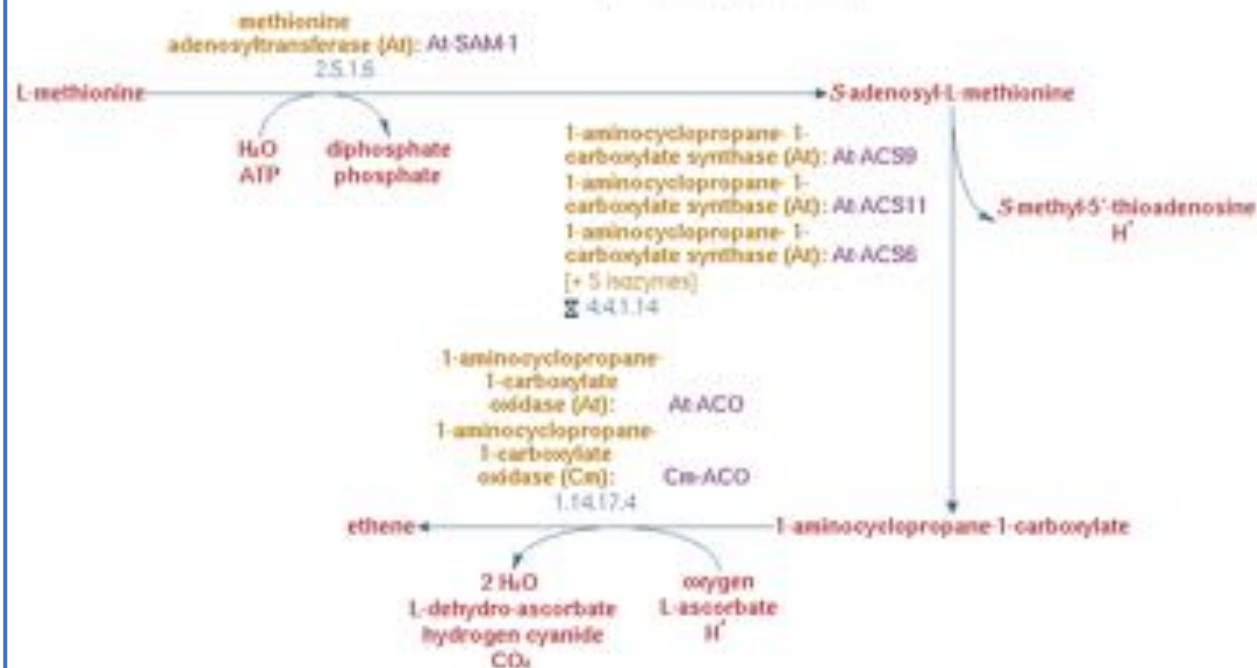 methionine
adenosyltransferase (At): At-SAM-1
2.5.1.6
L-methionine
S-adenosyl-L-methionine
H₂O
ATP
diphosphate
phosphate
1-aminocyclopropane-1-
carboxylate synthase (At): At-ACS9
1-aminocyclopropane-1-
carboxylate synthase (At): At-ACS11
1-aminocyclopropane-1-
carboxylate synthase (At): At-ACS6
[+ 5 isozymes]
4.4.1.14
S-methyl-5'-thioadenosine
H⁺
1-aminocyclopropane-
1-carboxylate
oxidase (At): At-ACO
1-aminocyclopropane-
1-carboxylate
oxidase (Cm): Cm-ACO
1.14.17.4
ethene
1-aminocyclopropane-1-carboxylate
2 H₂O
L-dehydro-ascorbate
hydrogen cyanide
CO₂
oxygen
L-ascorbate
H⁺